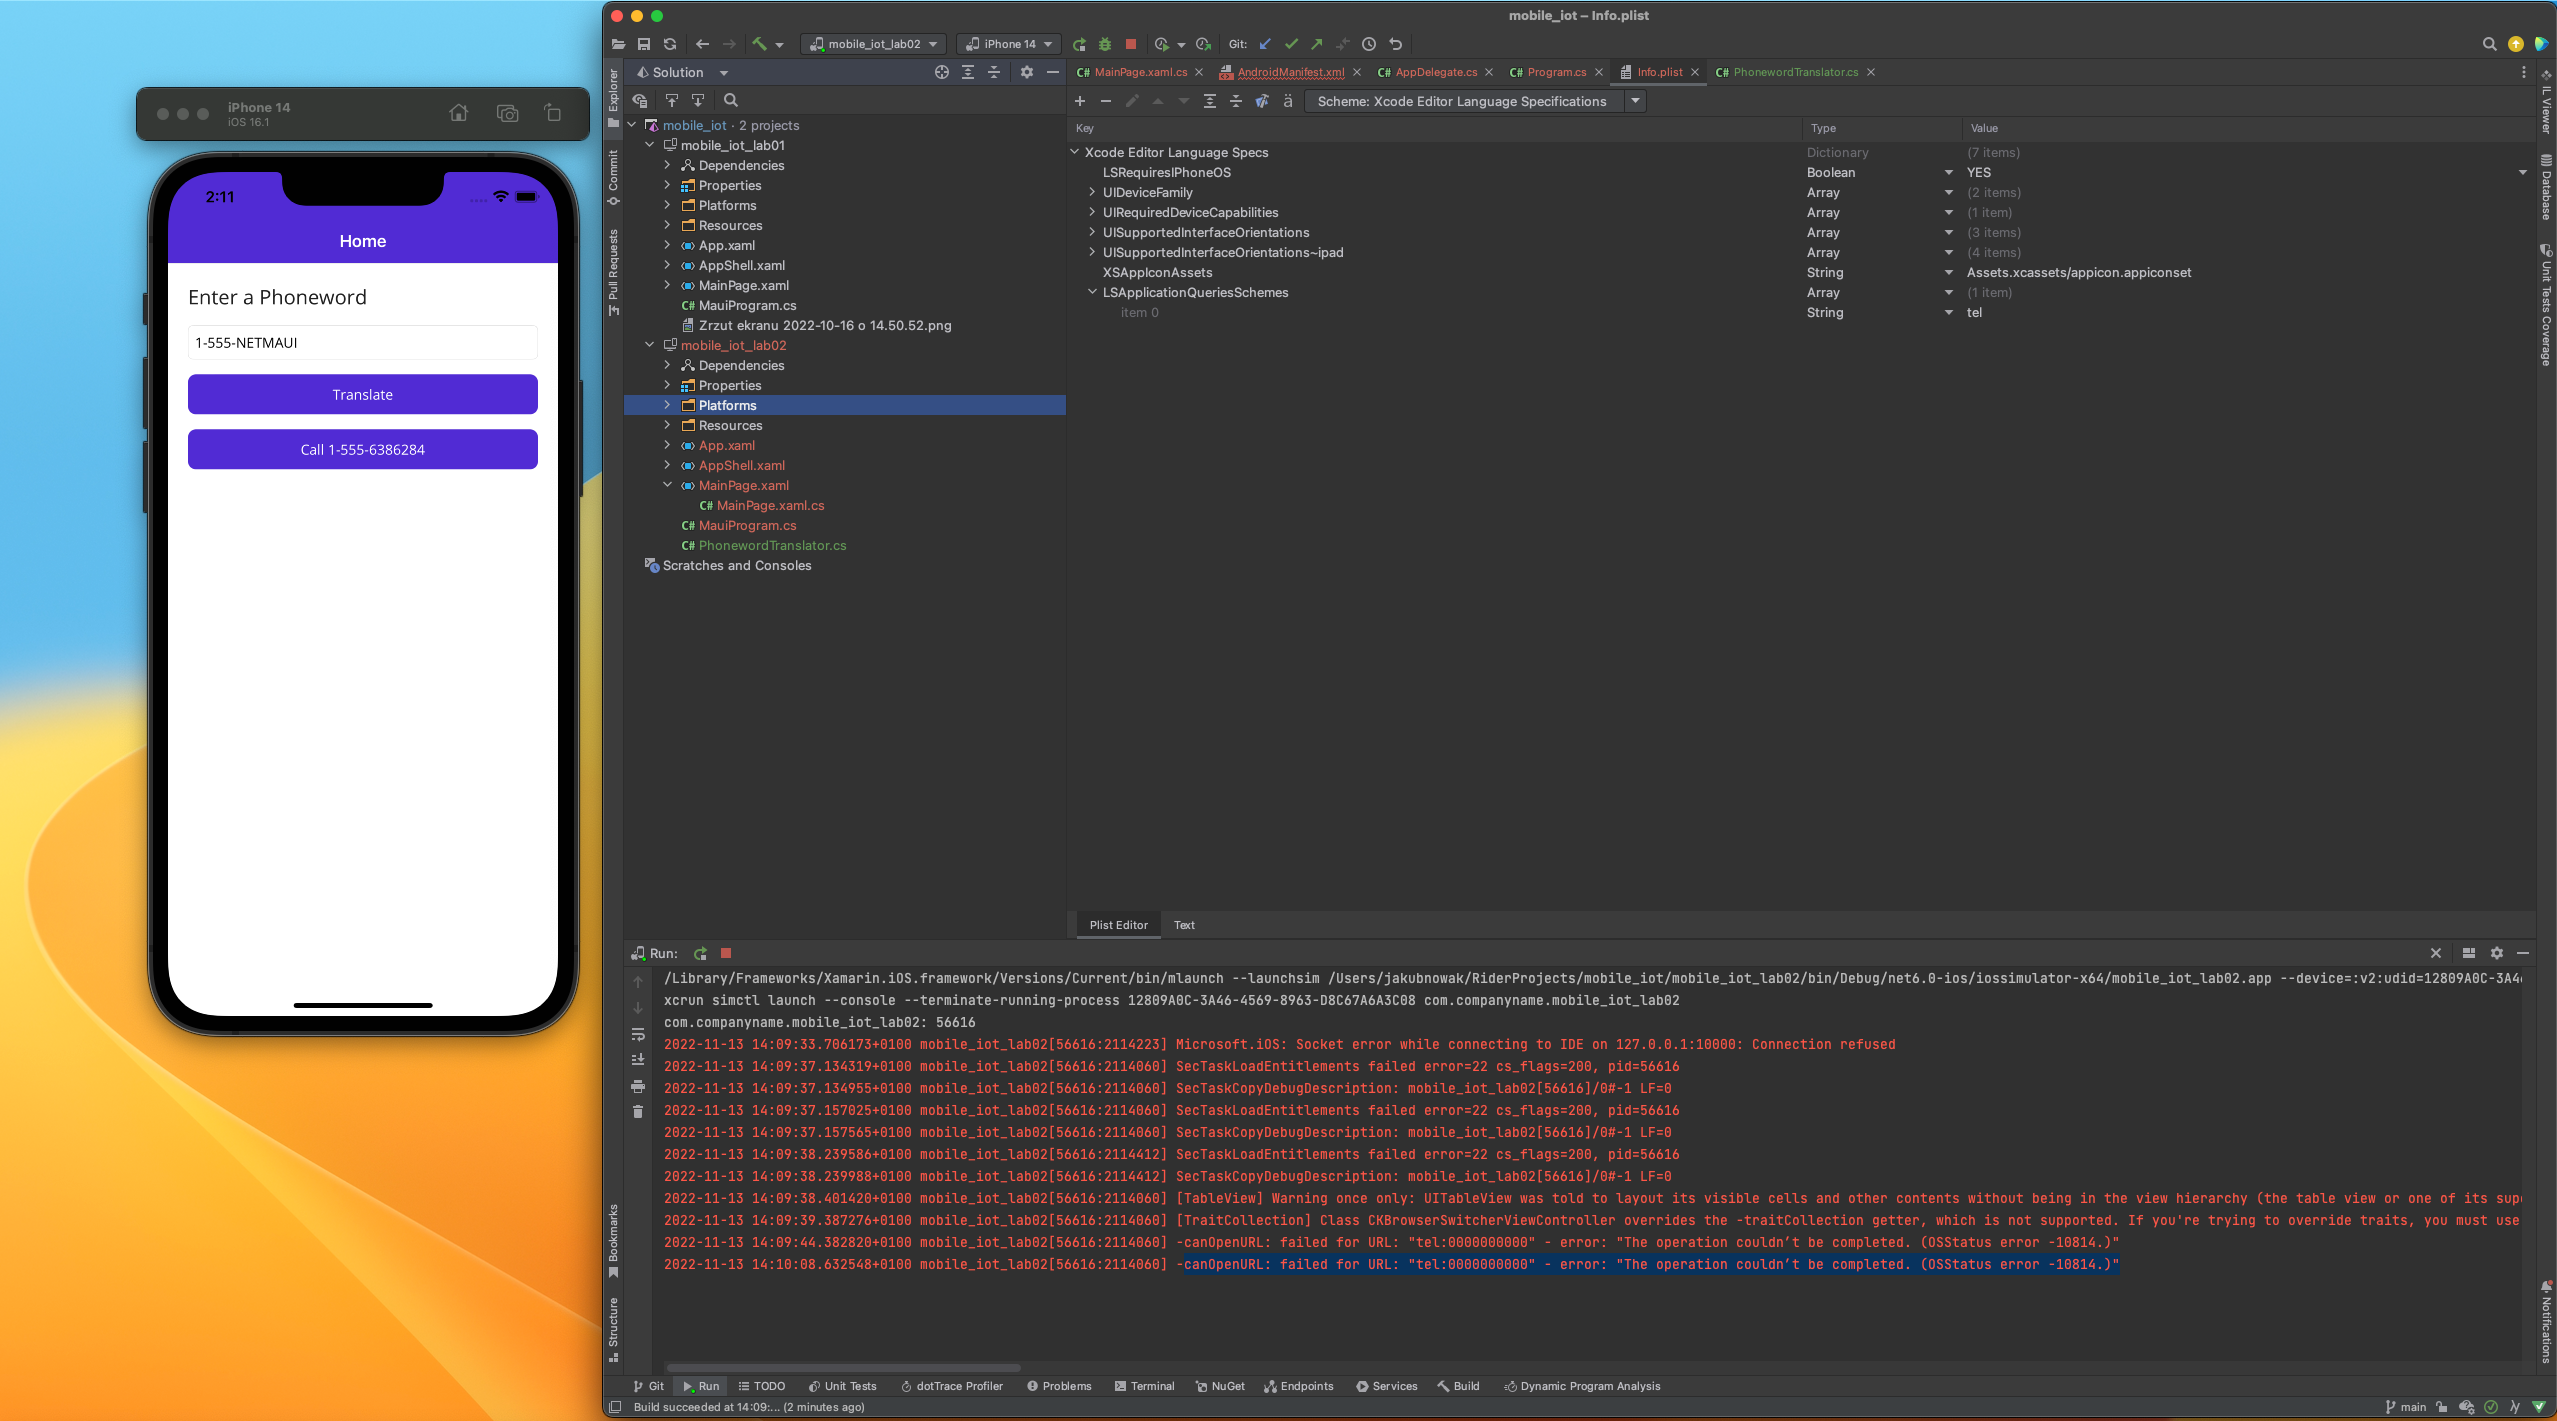 iPhone 14
iOS 16.1
2:11
Home
Enter a Phoneword
1-555-NETMAUI
Translate
Call 1-555-6386284
mobile_iot – Info.plist
mobile_iot_lab02
iPhone 14
Git:
Solution
MainPage.xaml.cs
AndroidManifest.xml
AppDelegate.cs
Program.cs
Info.plist
PhonewordTranslator.cs
Scheme: Xcode Editor Language Specifications
Explorer
Commit
Pull Requests
Bookmarks
Structure
mobile_iot · 2 projects
mobile_iot_lab01
Dependencies
Properties
Platforms
Resources
App.xaml
AppShell.xaml
MainPage.xaml
C# MauiProgram.cs
Zrzut ekranu 2022-10-16 o 14.50.52.png
mobile_iot_lab02
Dependencies
Properties
Platforms
Resources
App.xaml
AppShell.xaml
MainPage.xaml
C# MainPage.xaml.cs
C# MauiProgram.cs
C# PhonewordTranslator.cs
Scratches and Consoles
Key Type Value
Xcode Editor Language Specs Dictionary (7 items)
LSRequiresIPhoneOS Boolean YES
UIDeviceFamily Array (2 items)
UIRequiredDeviceCapabilities Array (1 item)
UISupportedInterfaceOrientations Array (3 items)
UISupportedInterfaceOrientations~ipad Array (4 items)
XSAppIconAssets String Assets.xcassets/appicon.appiconset
LSApplicationQueriesSchemes Array (1 item)
item 0 String tel
IL Viewer
Database
Unit Tests Coverage
Notifications
Plist Editor Text
Run:
/Library/Frameworks/Xamarin.iOS.framework/Versions/Current/bin/mlaunch --launchsim /Users/jakubnowak/RiderProjects/mobile_iot/mobile_iot_lab02/bin/Debug/net6.0-ios/iossimulator-x64/mobile_iot_lab02.app --device=:v2:udid=12809A0C-3A4
xcrun simctl launch --console --terminate-running-process 12809A0C-3A46-4569-8963-D8C67A6A3C08 com.companyname.mobile_iot_lab02
com.companyname.mobile_iot_lab02: 56616
2022-11-13 14:09:33.706173+0100 mobile_iot_lab02[56616:2114223] Microsoft.iOS: Socket error while connecting to IDE on 127.0.0.1:10000: Connection refused
2022-11-13 14:09:37.134319+0100 mobile_iot_lab02[56616:2114060] SecTaskLoadEntitlements failed error=22 cs_flags=200, pid=56616
2022-11-13 14:09:37.134955+0100 mobile_iot_lab02[56616:2114060] SecTaskCopyDebugDescription: mobile_iot_lab02[56616]/0#-1 LF=0
2022-11-13 14:09:37.157025+0100 mobile_iot_lab02[56616:2114060] SecTaskLoadEntitlements failed error=22 cs_flags=200, pid=56616
2022-11-13 14:09:37.157565+0100 mobile_iot_lab02[56616:2114060] SecTaskCopyDebugDescription: mobile_iot_lab02[56616]/0#-1 LF=0
2022-11-13 14:09:38.239586+0100 mobile_iot_lab02[56616:2114412] SecTaskLoadEntitlements failed error=22 cs_flags=200, pid=56616
2022-11-13 14:09:38.239988+0100 mobile_iot_lab02[56616:2114412] SecTaskCopyDebugDescription: mobile_iot_lab02[56616]/0#-1 LF=0
2022-11-13 14:09:38.401420+0100 mobile_iot_lab02[56616:2114060] [TableView] Warning once only: UITableView was told to layout its visible cells and other contents without being in the view hierarchy (the table view or one of its sup
2022-11-13 14:09:39.387276+0100 mobile_iot_lab02[56616:2114060] [TraitCollection] Class CKBrowserSwitcherViewController overrides the -traitCollection getter, which is not supported. If you're trying to override traits, you must use
2022-11-13 14:09:44.382820+0100 mobile_iot_lab02[56616:2114060] -canOpenURL: failed for URL: "tel:0000000000" - error: "The operation couldn’t be completed. (OSStatus error -10814.)"
2022-11-13 14:10:08.632548+0100 mobile_iot_lab02[56616:2114060] -canOpenURL: failed for URL: "tel:0000000000" - error: "The operation couldn’t be completed. (OSStatus error -10814.)"
Git Run TODO Unit Tests dotTrace Profiler Problems Terminal NuGet Endpoints Services Build Dynamic Program Analysis
Build succeeded at 14:09:... (2 minutes ago)
main